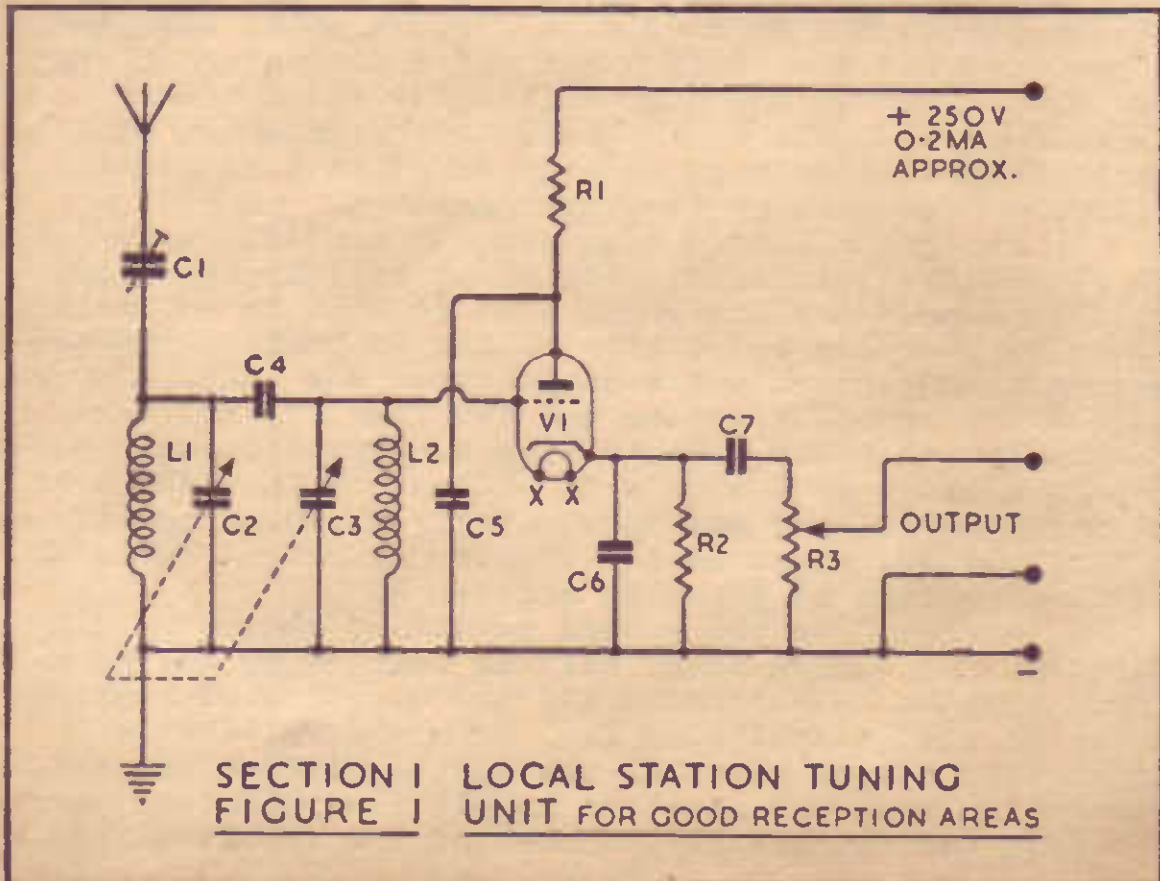 + 250V
0·2MA
APPROX.
R1
C1
C4
L1
C2
C3
L2
C5
V1
X X
C7
C6
R2
R3
OUTPUT
–
SECTION 1 LOCAL STATION TUNING
FIGURE 1 UNIT FOR GOOD RECEPTION AREAS